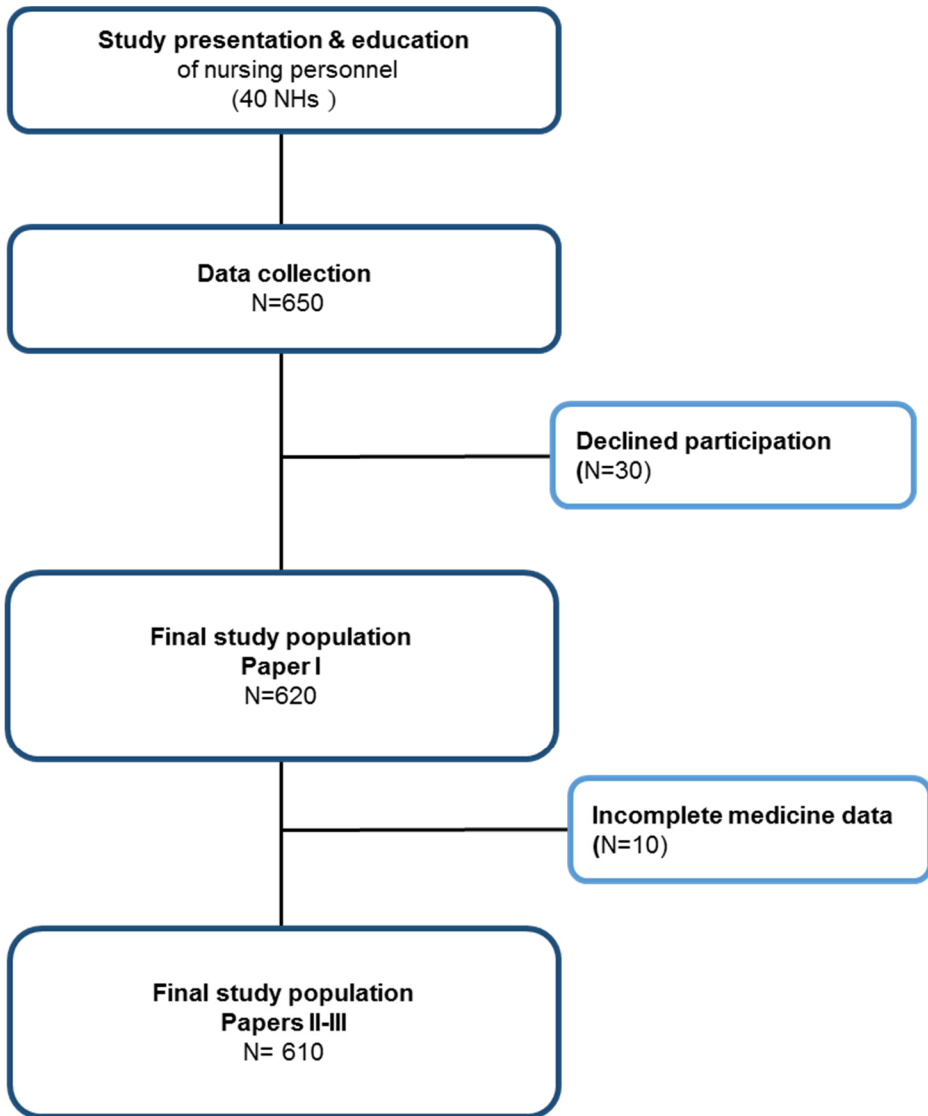 Study presentation & education
of nursing personnel
(40 NHs )
Data collection
N=650
Declined participation
(N=30)
Final study population
Paper I
N=620
Incomplete medicine data
(N=10)
Final study population
Papers II-III
N= 610